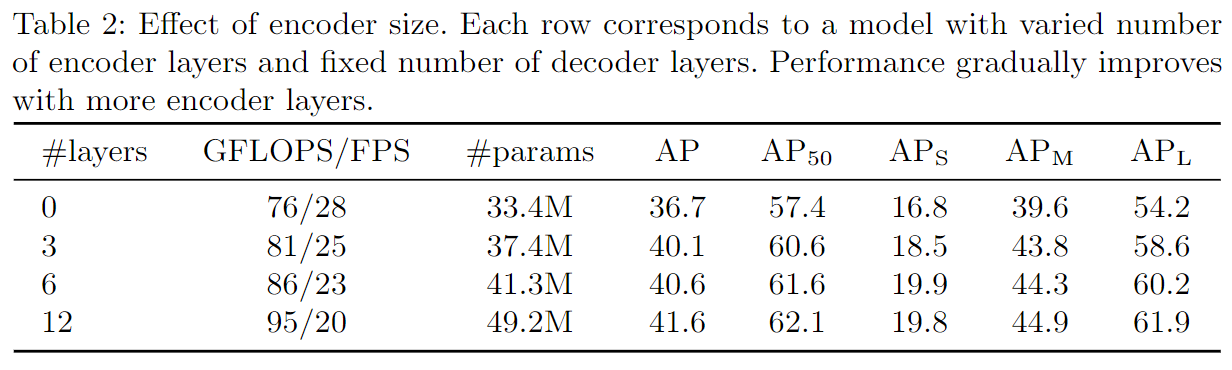 Table 2: Effect of encoder size. Each row corresponds to a model with varied number
of encoder layers and fixed number of decoder layers. Performance gradually improves
with more encoder layers.
#layers GFLOPS/FPS #params AP AP50 APS APM APL
0 76/28 33.4M 36.7 57.4 16.8 39.6 54.2
3 81/25 37.4M 40.1 60.6 18.5 43.8 58.6
6 86/23 41.3M 40.6 61.6 19.9 44.3 60.2
12 95/20 49.2M 41.6 62.1 19.8 44.9 61.9